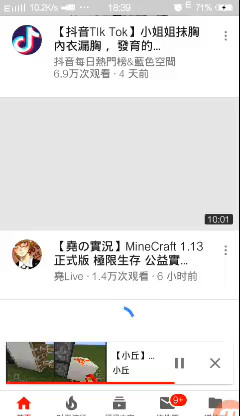 10.2K/s
18:39
71%
【抖音TIk Tok】小姐姐抹胸
內衣漏胸，發育的...
抖音每日熱門榜&藍色空間
6.9万次观看 · 4 天前
10:01
【堯の實況】MineCraft 1.13
正式版 極限生存 公益實...
堯Live · 1.4万次观看 · 6 小时前
【小丘】...
小丘
9+
首页